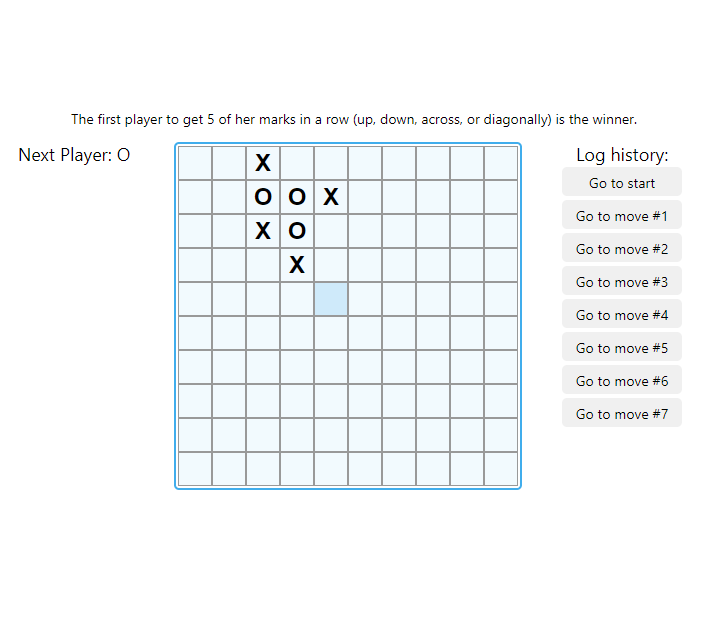 The first player to get 5 of her marks in a row (up, down, across, or diagonally) is the winner.
Next Player: O
X
O O X
X O
X
Log history:
Go to start
Go to move #1
Go to move #2
Go to move #3
Go to move #4
Go to move #5
Go to move #6
Go to move #7